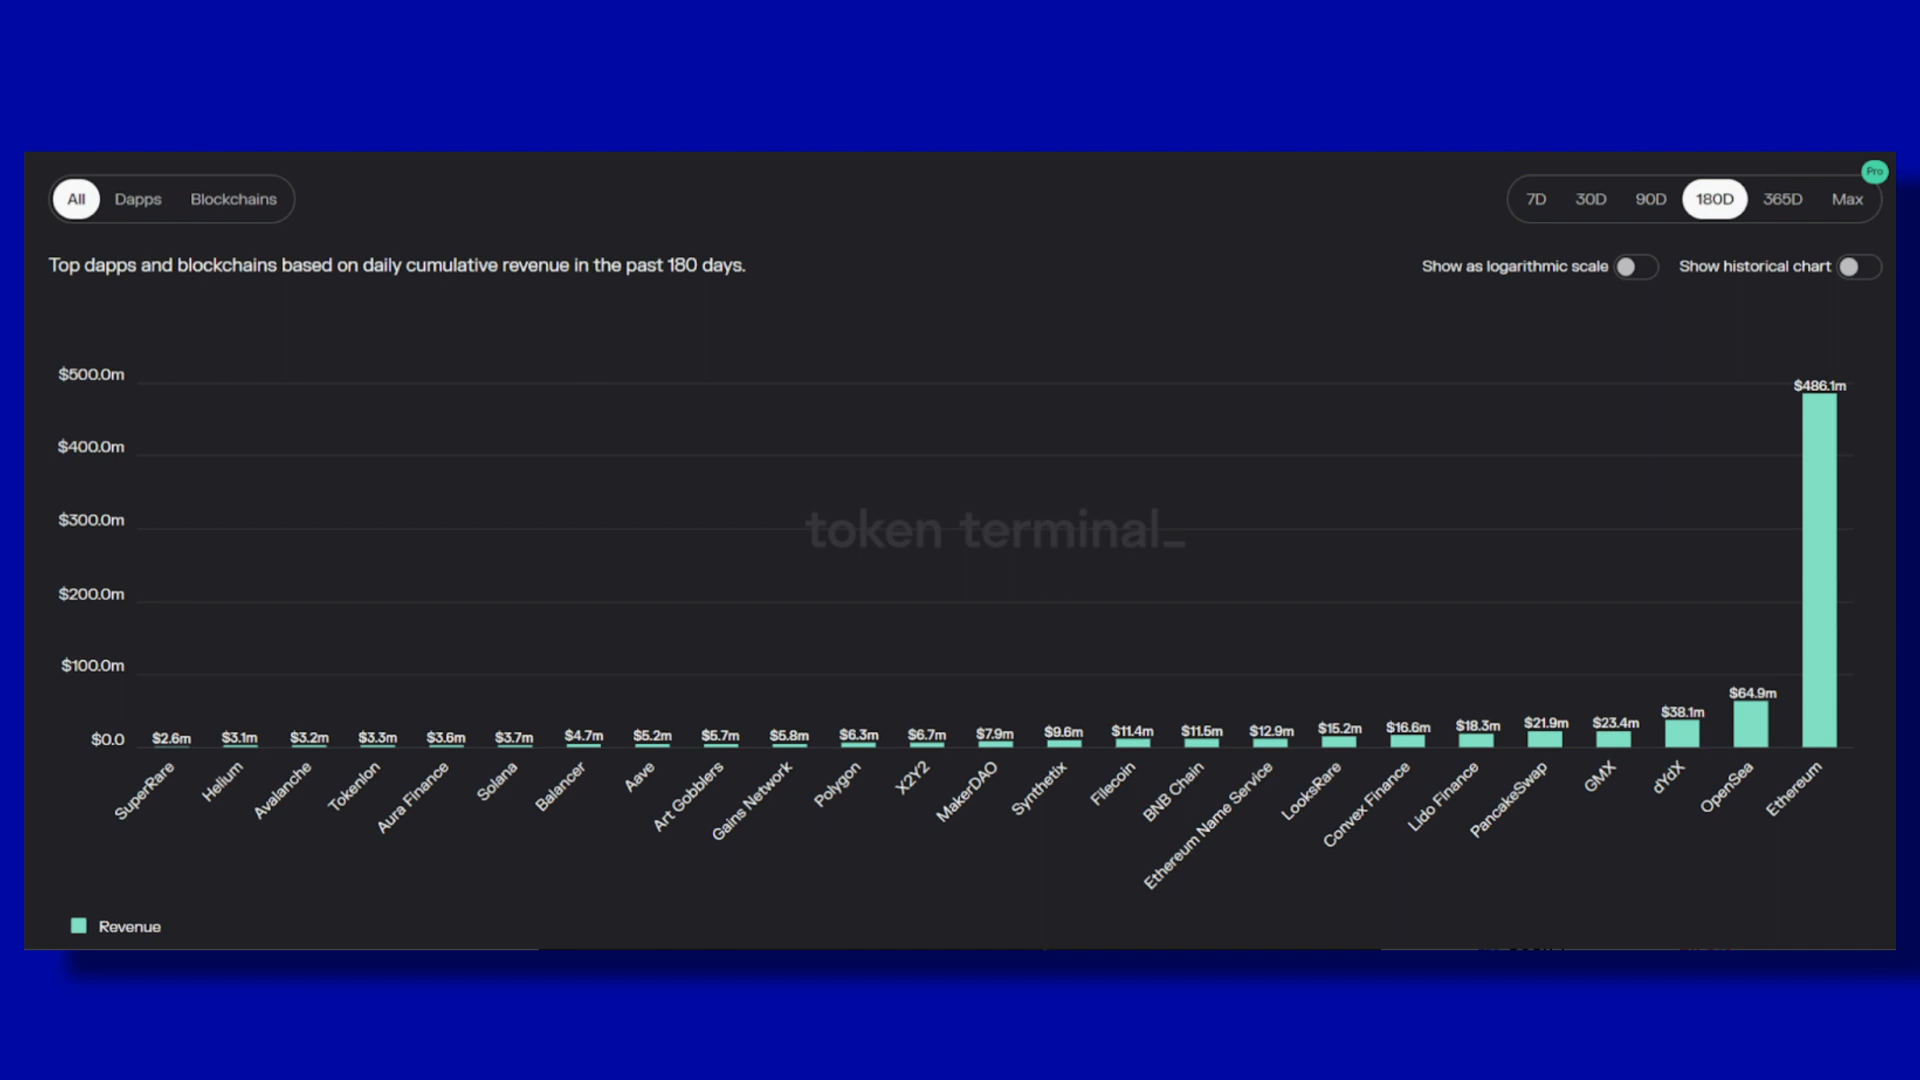 Pro
All Dapps Blockchains 7D 30D 90D 180D 365D Max
Top dapps and blockchains based on daily cumulative revenue in the past 180 days. Show as logarithmic scale Show historical chart
$500.0m
$400.0m
$300.0m
$200.0m
$100.0m
$0.0
token terminal_
$2.6m $3.1m $3.2m $3.3m $3.6m $3.7m $4.7m $5.2m $5.7m $5.8m $6.3m $6.7m $7.9m $9.6m $11.4m $11.5m $12.9m $15.2m $16.6m $18.3m $21.9m $23.4m $38.1m $64.9m $486.1m
SuperRare
Helium
Avalanche
Tokenlon
Aura Finance
Solana
Balancer
Aave
Art Gobblers
Gains Network
Polygon
X2Y2
MakerDAO
Synthetix
Filecoin
BNB Chain
Ethereum Name Service
LooksRare
Convex Finance
Lido Finance
PancakeSwap
GMX
dYdX
OpenSea
Ethereum
Revenue